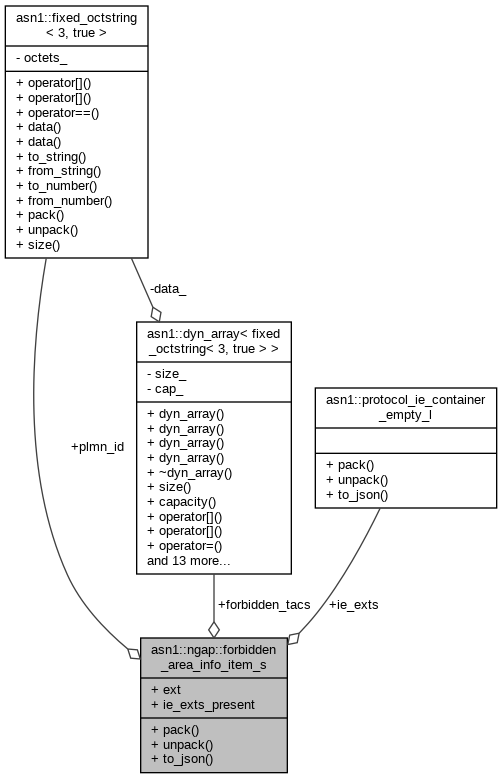 asn1::fixed_octstring
< 3, true >
- octets_
+ operator[]()
+ operator[]()
+ operator==()
+ data()
+ data()
+ to_string()
+ from_string()
+ to_number()
+ from_number()
+ pack()
+ unpack()
+ size()
-data_
asn1::dyn_array< fixed
_octstring< 3, true > >
- size_
- cap_
+ dyn_array()
+ dyn_array()
+ dyn_array()
+ dyn_array()
+ ~dyn_array()
+ size()
+ capacity()
+ operator[]()
+ operator[]()
+ operator=()
and 13 more...
asn1::protocol_ie_container
_empty_l
+ pack()
+ unpack()
+ to_json()
+plmn_id
+forbidden_tacs
+ie_exts
asn1::ngap::forbidden
_area_info_item_s
+ ext
+ ie_exts_present
+ pack()
+ unpack()
+ to_json()